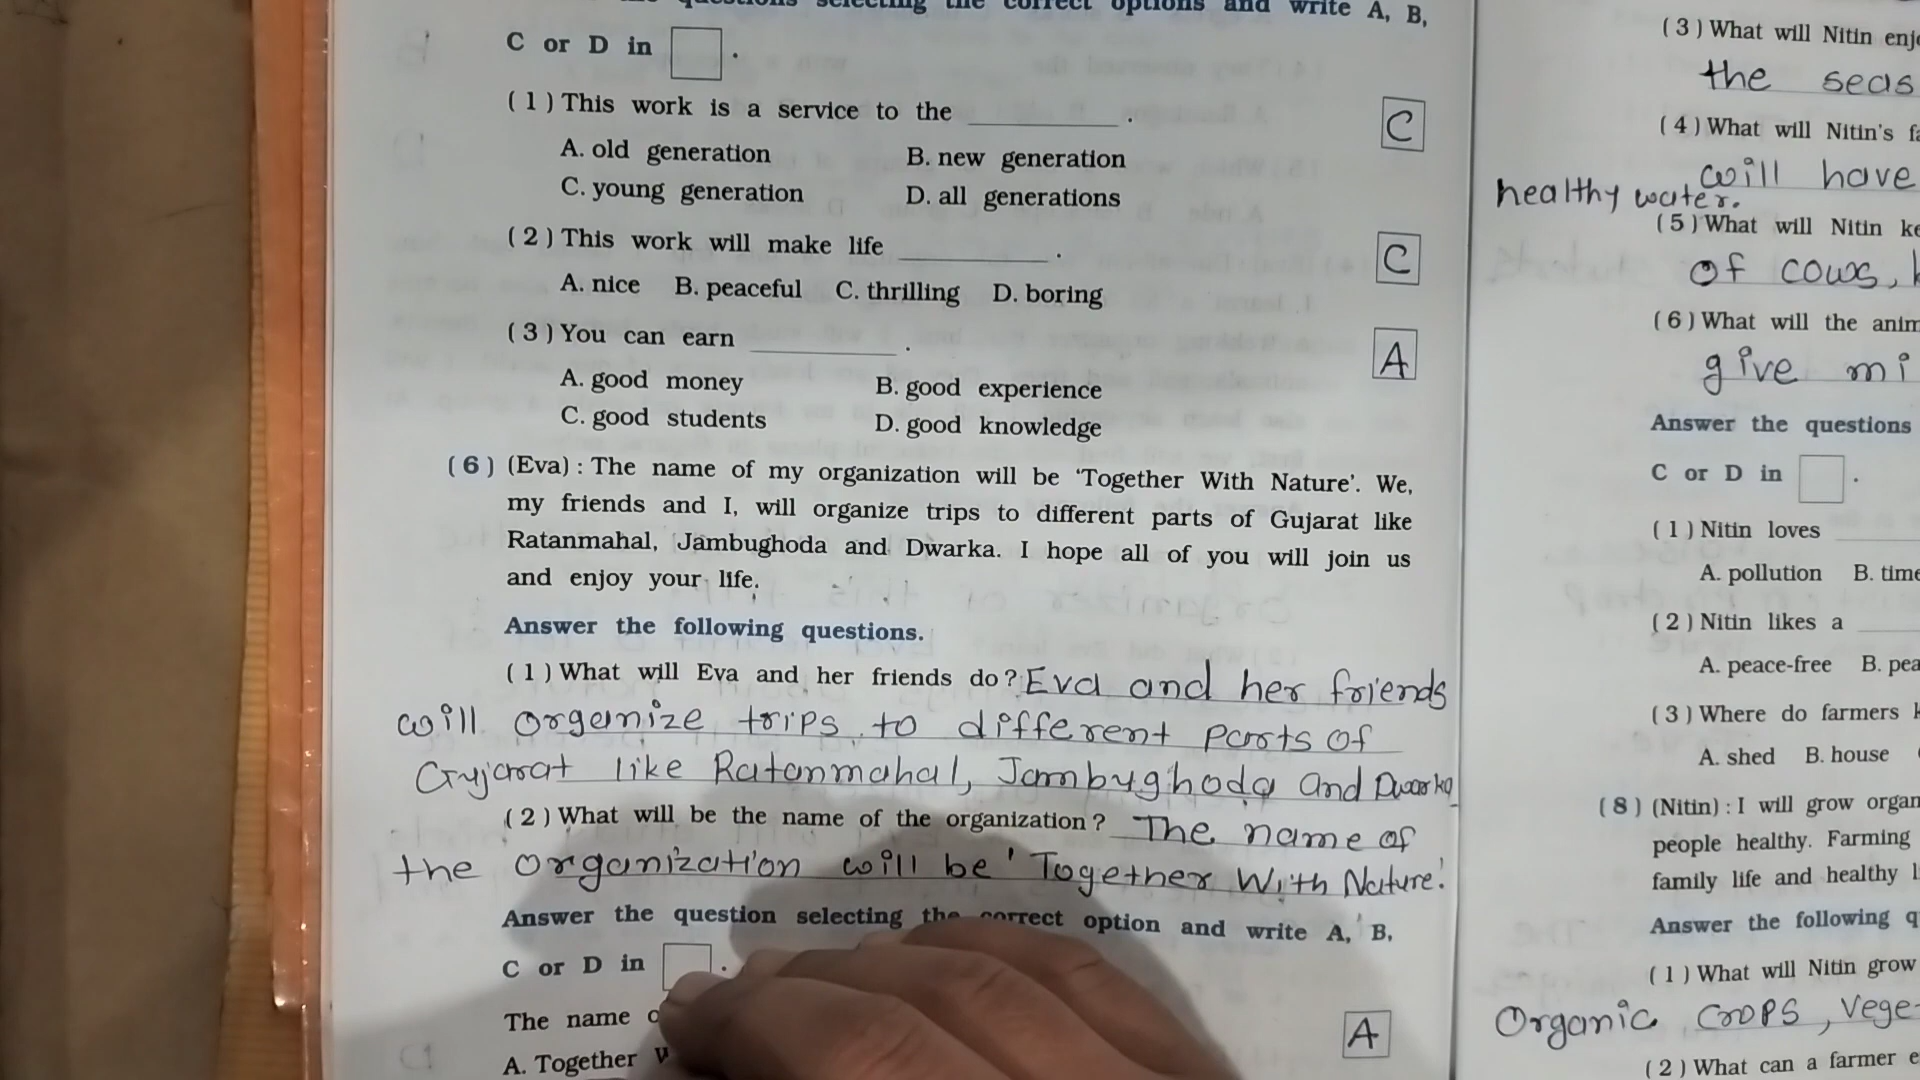 questions selecting the correct options and write A, B,
C or D in
(1) This work is a service to the ________ . C
A. old generation B. new generation
C. young generation D. all generations
(2) This work will make life ________ . C
A. nice B. peaceful C. thrilling D. boring
(3) You can earn ________ . A
A. good money B. good experience
C. good students D. good knowledge
(6) (Eva) : The name of my organization will be ‘Together With Nature’. We,
my friends and I, will organize trips to different parts of Gujarat like
Ratanmahal, Jambughoda and Dwarka. I hope all of you will join us
and enjoy your life.
Answer the following questions.
(1) What will Eva and her friends do? Eva and her friends
will organize trips to different parts of
Gujarat like Ratanmahal, Jambughoda and Dwarka
(2) What will be the name of the organization? The name of
the organization will be 'Together With Nature.'
Answer the question selecting the correct option and write A, B,
C or D in .
The name
A. Together A
(3) What will Nitin
the
(4) What will Nitin's
will have
healthy water.
(5) What will Nitin
of cows,
(6) What will the
give
Answer the questions
C or D in .
(1) Nitin loves
A. pollution B.
(2) Nitin likes a
A. peace-free B.
(3) Where do farmers
A. shed B. house
(8) (Nitin) : I will grow
people healthy. Farming
family life and healthy
Answer the following
(1) What will Nitin grow
Organic crops,
(2) What can a farmer